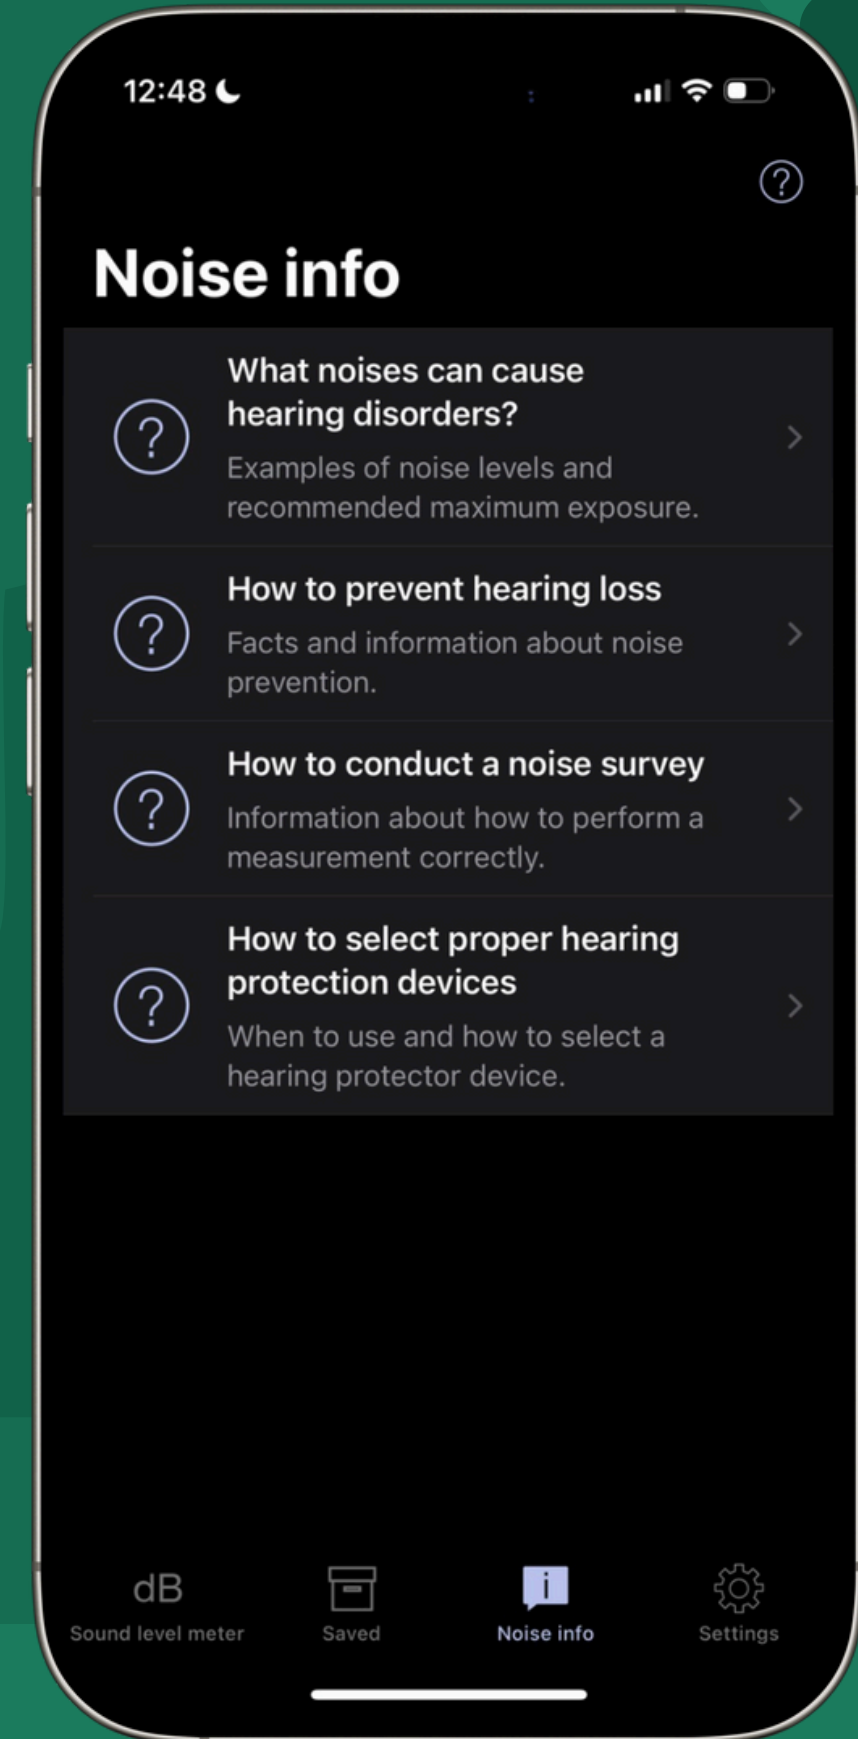 12:48
Noise info
What noises can cause
hearing disorders?
Examples of noise levels and
recommended maximum exposure.
How to prevent hearing loss
Facts and information about noise
prevention.
How to conduct a noise survey
Information about how to perform a
measurement correctly.
How to select proper hearing
protection devices
When to use and how to select a
hearing protector device.
dB
Sound level meter
Saved
Noise info
Settings